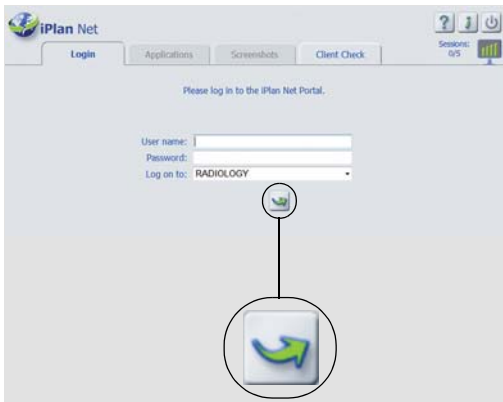 iPlan Net
Login
Applications
Screenshots
Client Check
Sessions:
0/5
Please log in to the iPlan Net Portal.
User name:
Password:
Log on to: RADIOLOGY